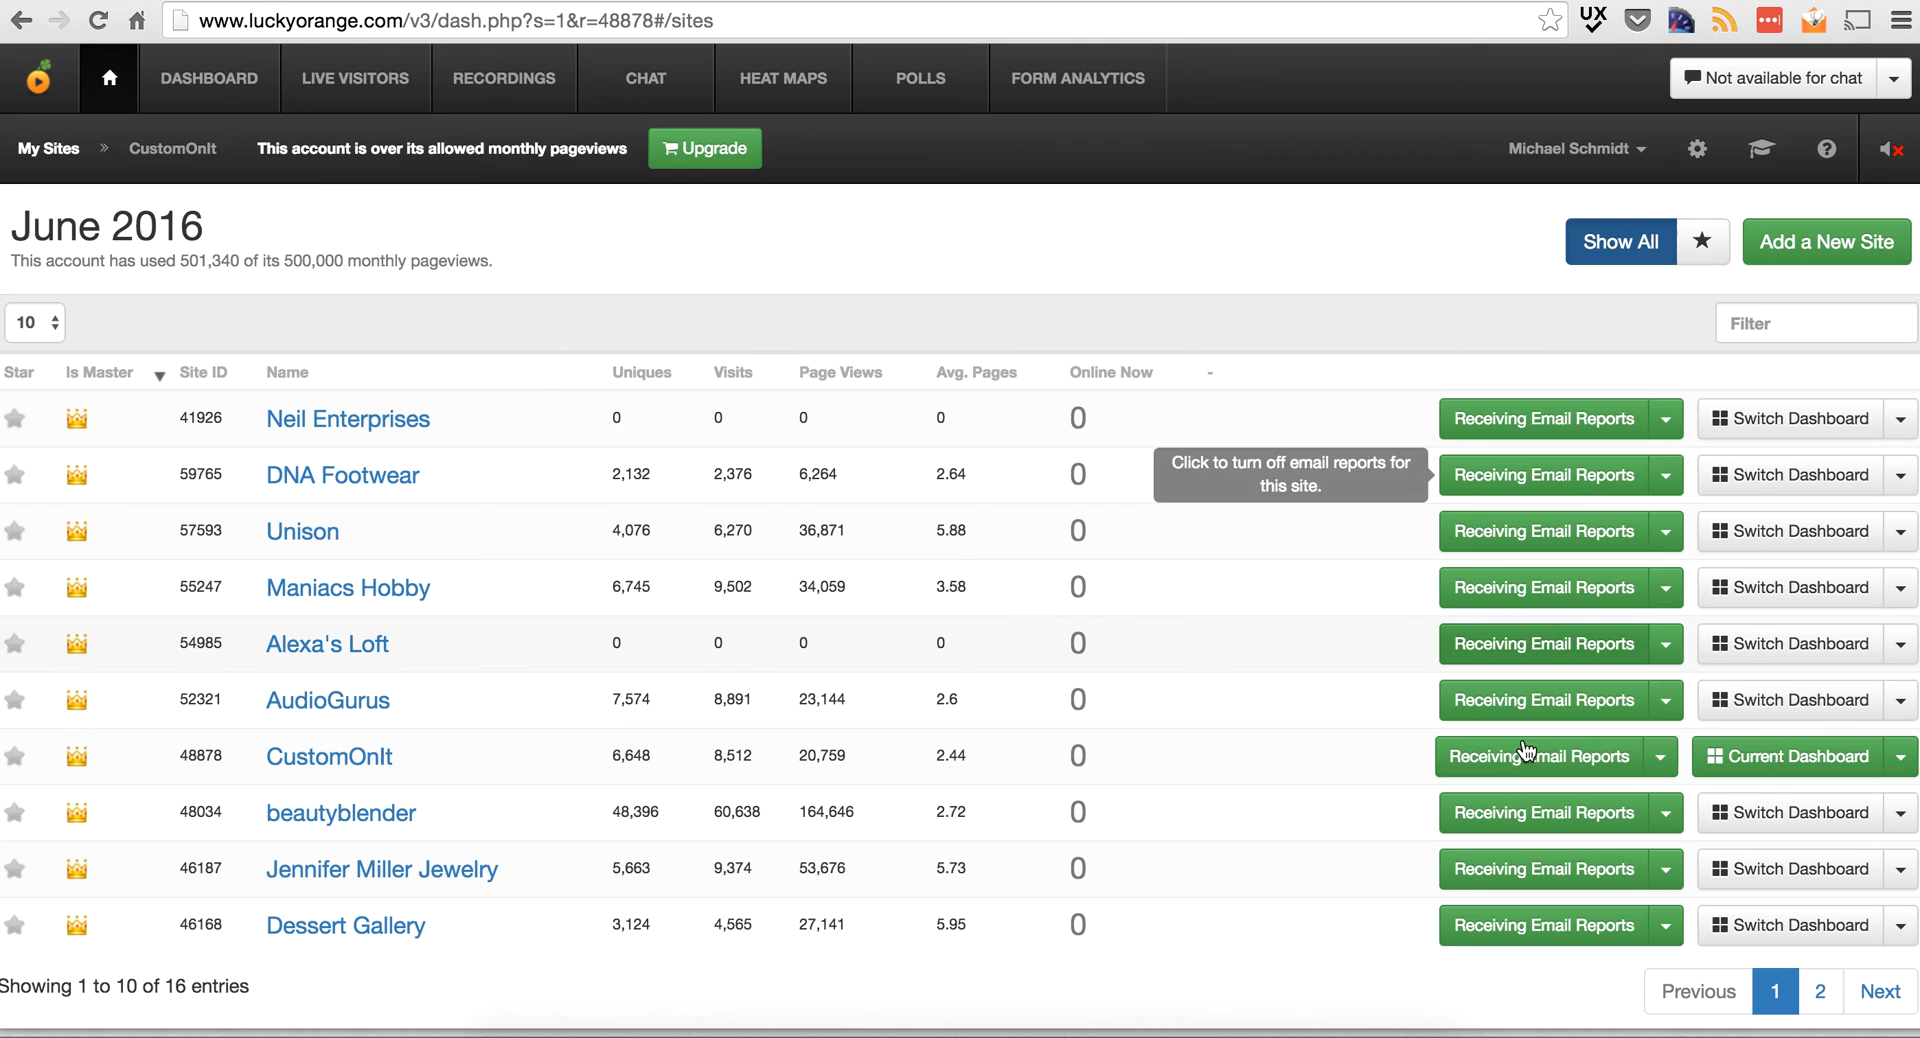 www.luckyorange.com/v3/dash.php?s=1&r=48878#/sites
UX
DASHBOARD LIVE VISITORS RECORDINGS CHAT HEAT MAPS POLLS FORM ANALYTICS Not available for chat
My Sites » CustomOnIt This account is over its allowed monthly pageviews Upgrade Michael Schmidt
June 2016
This account has used 501,340 of its 500,000 monthly pageviews.
Show All ★ Add a New Site
10 Filter
Star Is Master Site ID Name Uniques Visits Page Views Avg. Pages Online Now -
41926 Neil Enterprises 0 0 0 0 0 Receiving Email Reports Switch Dashboard
59765 DNA Footwear 2,132 2,376 6,264 2.64 0 Receiving Email Reports Switch Dashboard
Click to turn off email reports for
this site.
57593 Unison 4,076 6,270 36,871 5.88 0 Receiving Email Reports Switch Dashboard
55247 Maniacs Hobby 6,745 9,502 34,059 3.58 0 Receiving Email Reports Switch Dashboard
54985 Alexa's Loft 0 0 0 0 0 Receiving Email Reports Switch Dashboard
52321 AudioGurus 7,574 8,891 23,144 2.6 0 Receiving Email Reports Switch Dashboard
48878 CustomOnIt 6,648 8,512 20,759 2.44 0 Receiving Email Reports Current Dashboard
48034 beautyblender 48,396 60,638 164,646 2.72 0 Receiving Email Reports Switch Dashboard
46187 Jennifer Miller Jewelry 5,663 9,374 53,676 5.73 0 Receiving Email Reports Switch Dashboard
46168 Dessert Gallery 3,124 4,565 27,141 5.95 0 Receiving Email Reports Switch Dashboard
Showing 1 to 10 of 16 entries
Previous 1 2 Next